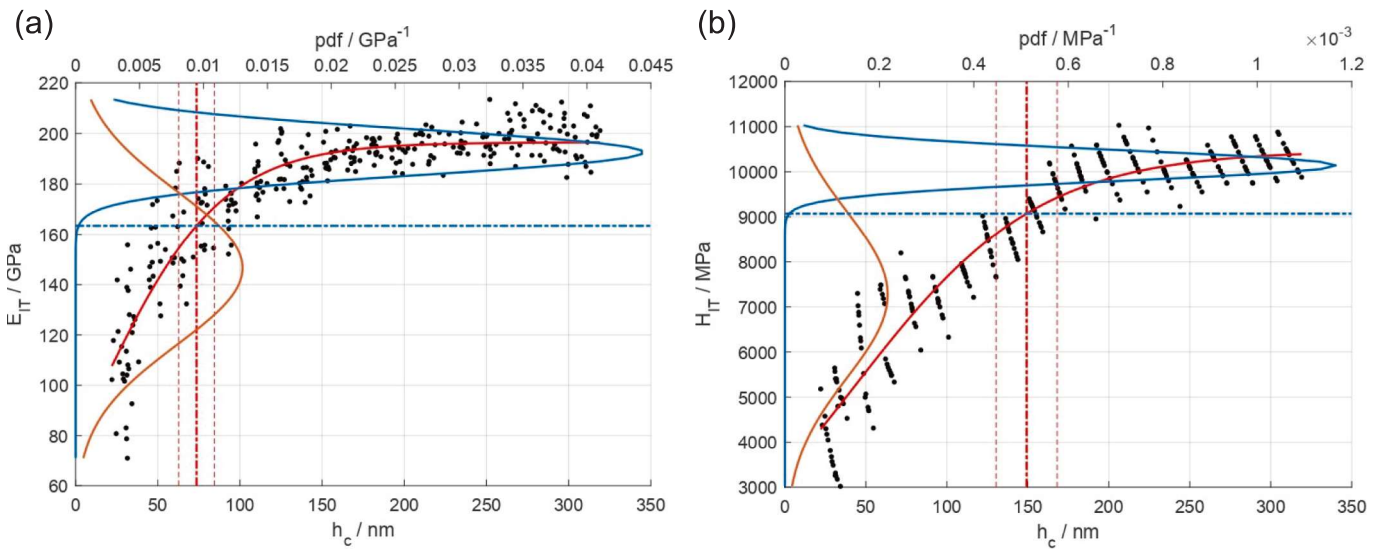 (a)
pdf / GPa-1
0 0.005 0.01 0.015 0.02 0.025 0.03 0.035 0.04 0.045
220
200
180
160
140
120
100
80
60
EIT / GPa
0 50 100 150 200 250 300 350
hc / nm
(b)
pdf / MPa-1
×10-3
0 0.2 0.4 0.6 0.8 1 1.2
12000
11000
10000
9000
8000
7000
6000
5000
4000
3000
HIT / MPa
0 50 100 150 200 250 300 350
hc / nm